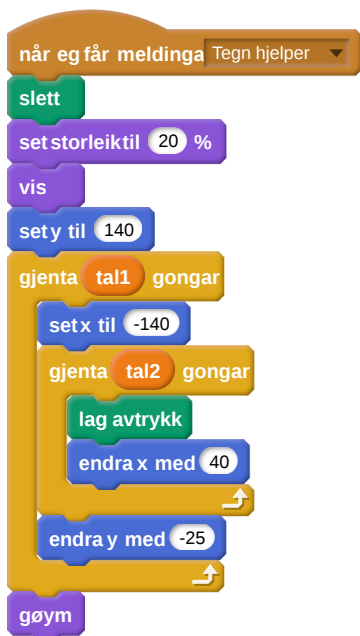 når eg får meldinga Tegn hjelper
slett
set storleik til 20 %
vis
set y til 140
gjenta tal1 gongar
set x til -140
gjenta tal2 gongar
lag avtrykk
endra x med 40
endra y med -25
gøym